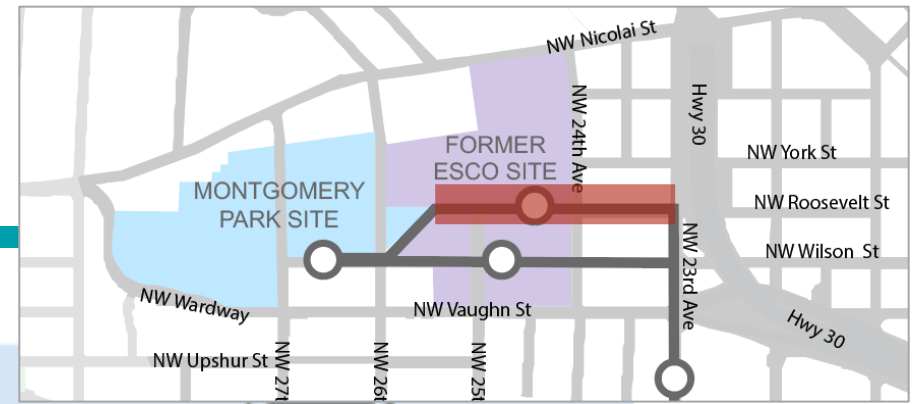 NW Nicolai St
Hwy 30
NW 24th Ave
FORMER
ESCO SITE
NW York St
MONTGOMERY
PARK SITE
NW Roosevelt St
NW Wilson St
NW 23rd Ave
NW Wardway
NW Vaughn St
Hwy 30
NW Upshur St
NW 27t
NW 26t
NW 25t